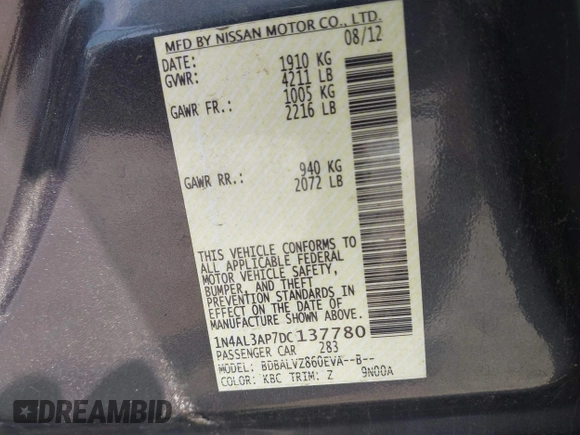 MFD BY NISSAN MOTOR CO., LTD.
DATE: 08/12
GVWR: 1910 KG
4211 LB
GAWR FR.: 1005 KG
2216 LB
GAWR RR.: 940 KG
2072 LB
THIS VEHICLE CONFORMS TO
ALL APPLICABLE FEDERAL
MOTOR VEHICLE SAFETY,
BUMPER, AND THEFT
PREVENTION STANDARDS IN
EFFECT ON THE DATE OF
MANUFACTURE SHOWN ABOVE.
1N4AL3AP7DC137780
PASSENGER CAR 283
MODEL: BDBALVZ860EVA--B--
COLOR: KBC TRIM: Z 9N00A
DREAMBID